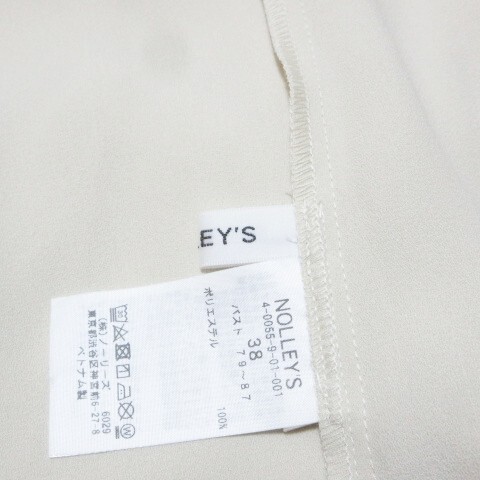 LEY'S
NOLLEY'S
4-0055-9-01-001
38
バスト 79~87
ポリエステル 100%
(株)ノーリーズ 6029
東京都渋谷区神宮前6-27-8
ベトナム製